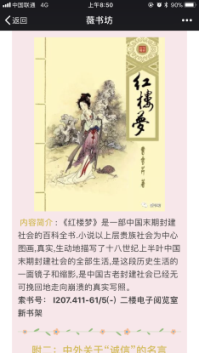 中国联通 4G 上午8:50 50%
返回 薇书坊
红楼梦
曹雪芹 著
内容简介：《红楼梦》是一部中国末期封建
社会的百科全书.小说以上层贵族社会为中心
图画,真实,生动地描写了十八世纪上半叶中国
末期封建社会的全部生活,是这段历史生活的
一面镜子和缩影,是中国古老封建社会已经无
可挽回地走向崩溃的真实写照。
索书号： I207.411-61/5(-) 二楼电子阅览室
新书架
附二：中外关于“诚信”的名言